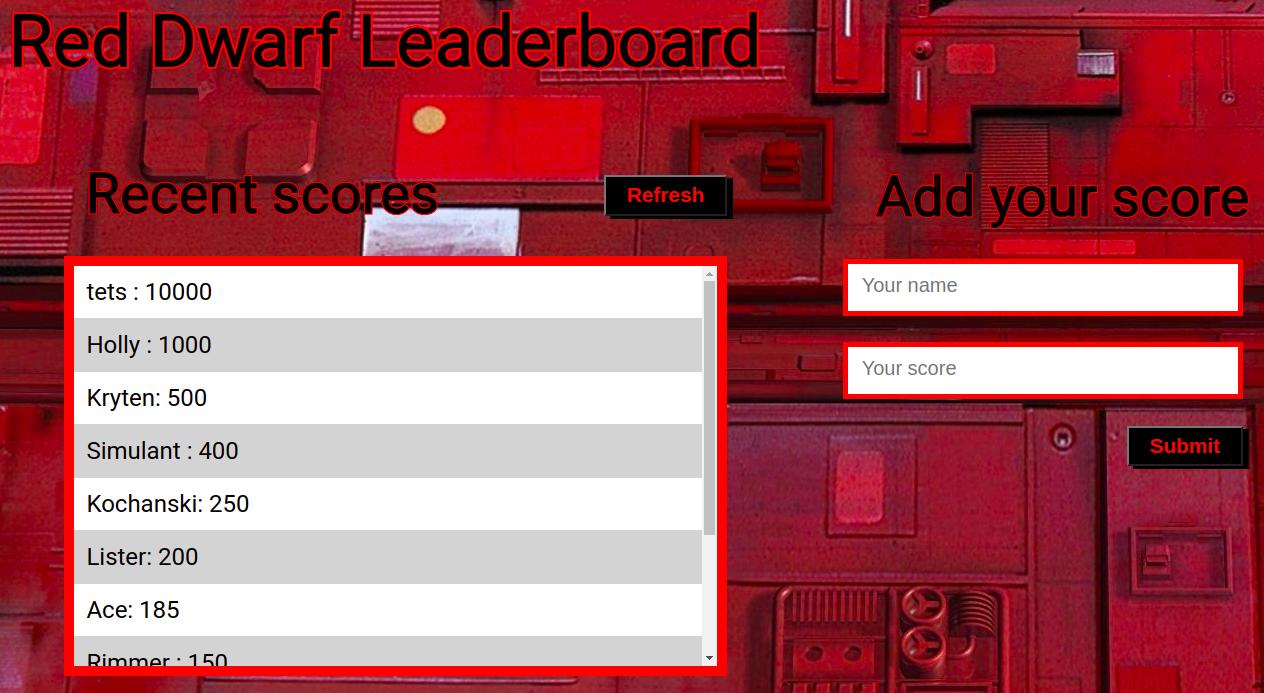 Red Dwarf Leaderboard
Recent scores
Refresh
tets : 10000
Holly : 1000
Kryten: 500
Simulant : 400
Kochanski: 250
Lister: 200
Ace: 185
Rimmer : 150
Add your score
Your name
Your score
Submit